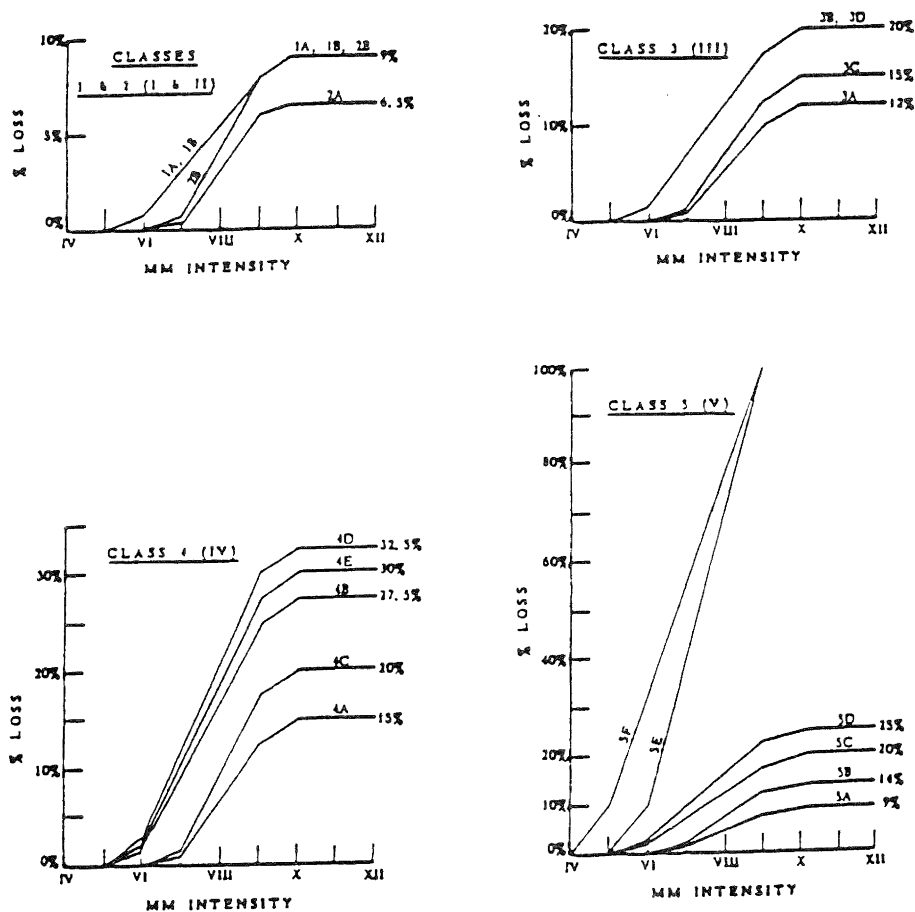 10%
CLASSES
1 & 2 (I & II)
1A, 1B, 2B
9%
2A
6.5%
5%
1A, 1B
2B
0%
% LOSS
IV
VI
VIII
X
XII
MM INTENSITY
20%
CLASS 3 (III)
3B, 3D
20%
3C
15%
3A
12%
10%
0%
% LOSS
IV
VI
VIII
X
XII
MM INTENSITY
CLASS 4 (IV)
4D
32.5%
4E
30%
4B
27.5%
4C
20%
4A
15%
30%
20%
10%
0%
% LOSS
IV
VI
VIII
X
XII
MM INTENSITY
100%
CLASS 5 (V)
80%
60%
40%
20%
10%
0%
% LOSS
5F
5E
5D
25%
5C
20%
5B
14%
5A
9%
IV
VI
VIII
X
XII
MM INTENSITY